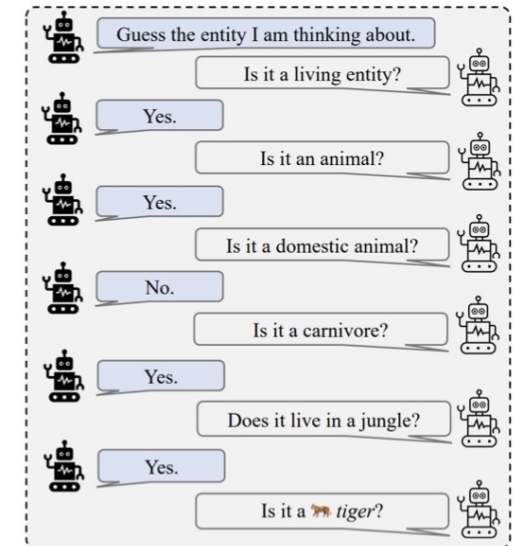 Guess the entity I am thinking about.
Is it a living entity?
Yes.
Is it an animal?
Yes.
Is it a domestic animal?
No.
Is it a carnivore?
Yes.
Does it live in a jungle?
Yes.
Is it a 🐅 tiger?